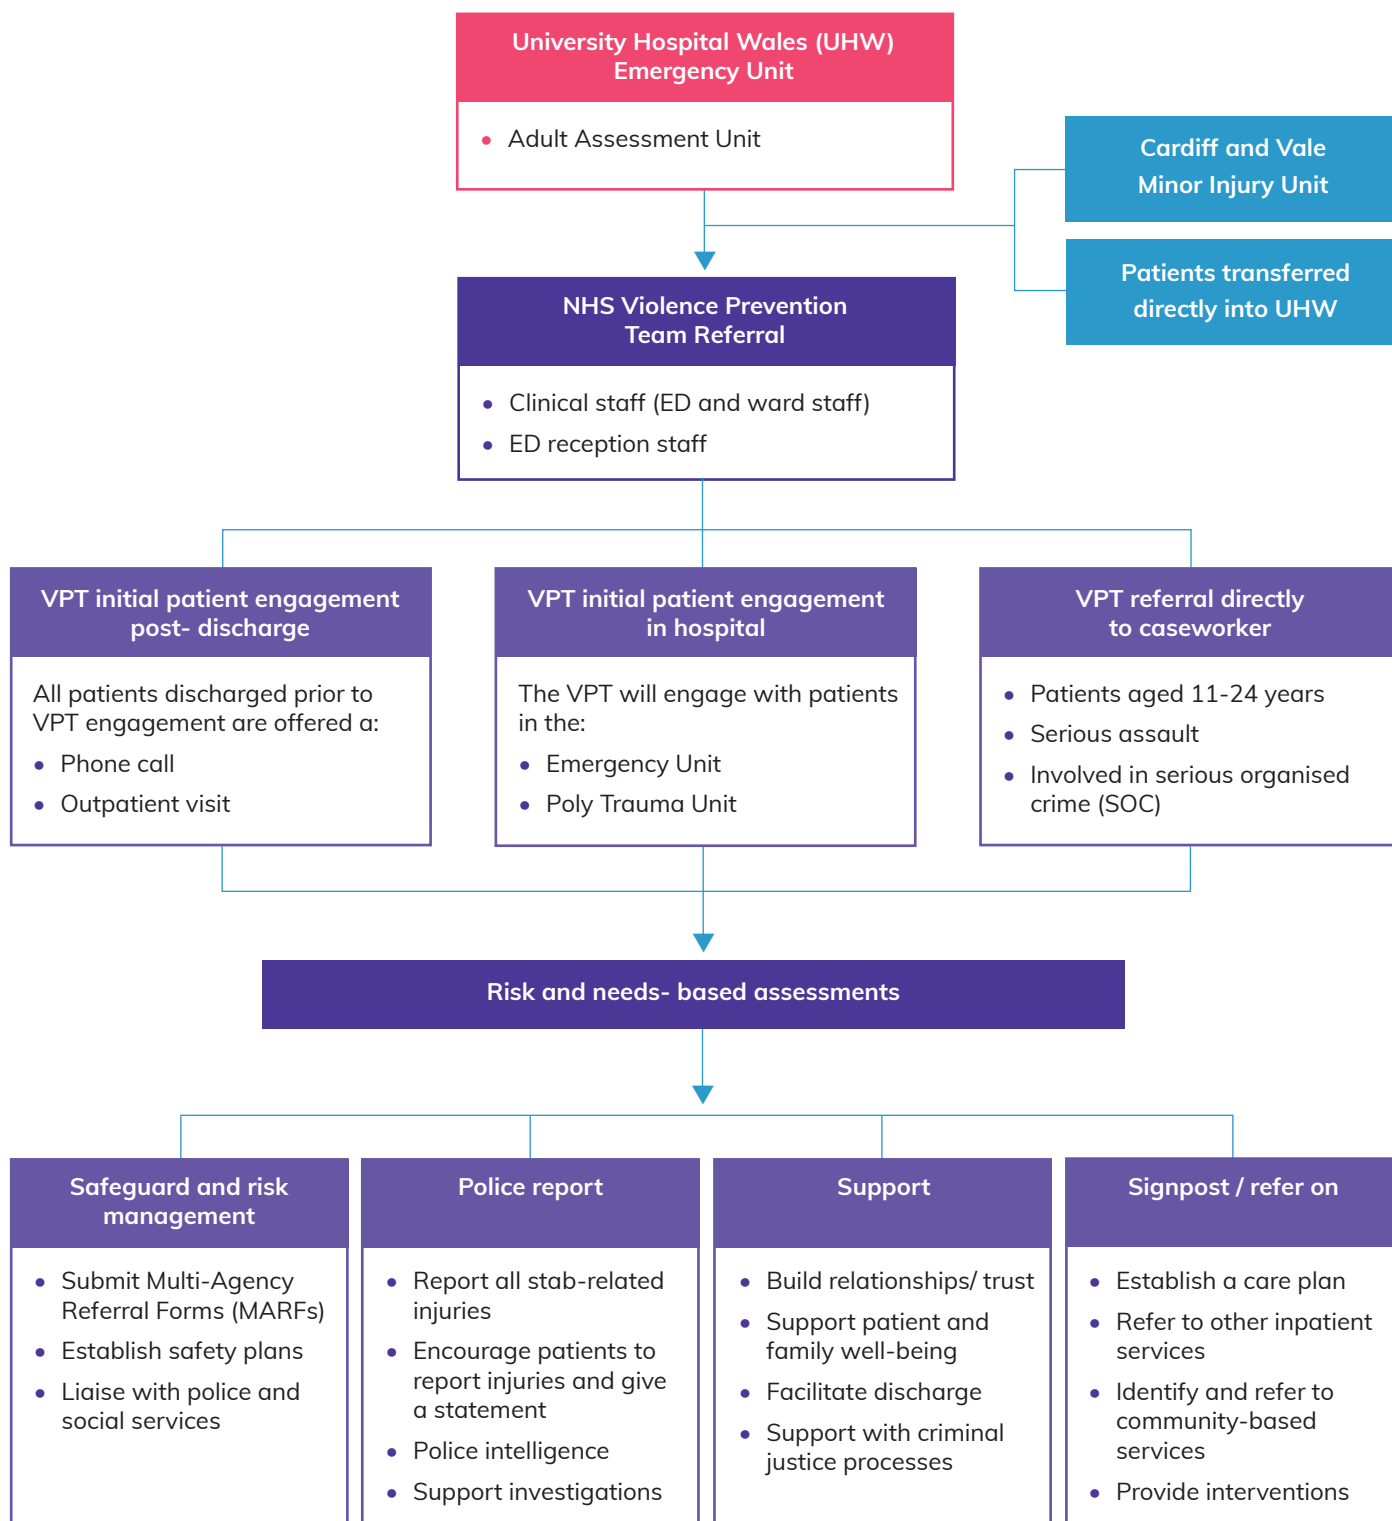 University Hospital Wales (UHW)
Emergency Unit
• Adult Assessment Unit
Cardiff and Vale
Minor Injury Unit
Patients transferred
directly into UHW
NHS Violence Prevention
Team Referral
• Clinical staff (ED and ward staff)
• ED reception staff
VPT initial patient engagement
post- discharge
All patients discharged prior to
VPT engagement are offered a:
• Phone call
• Outpatient visit
VPT initial patient engagement
in hospital
The VPT will engage with patients
in the:
• Emergency Unit
• Poly Trauma Unit
VPT referral directly
to caseworker
• Patients aged 11-24 years
• Serious assault
• Involved in serious organised
crime (SOC)
Risk and needs- based assessments
Safeguard and risk
management
• Submit Multi-Agency
Referral Forms (MARFs)
• Establish safety plans
• Liaise with police and
social services
Police report
• Report all stab-related
injuries
• Encourage patients to
report injuries and give
a statement
• Police intelligence
• Support investigations
Support
• Build relationships/ trust
• Support patient and
family well-being
• Facilitate discharge
• Support with criminal
justice processes
Signpost / refer on
• Establish a care plan
• Refer to other inpatient
services
• Identify and refer to
community-based
services
• Provide interventions